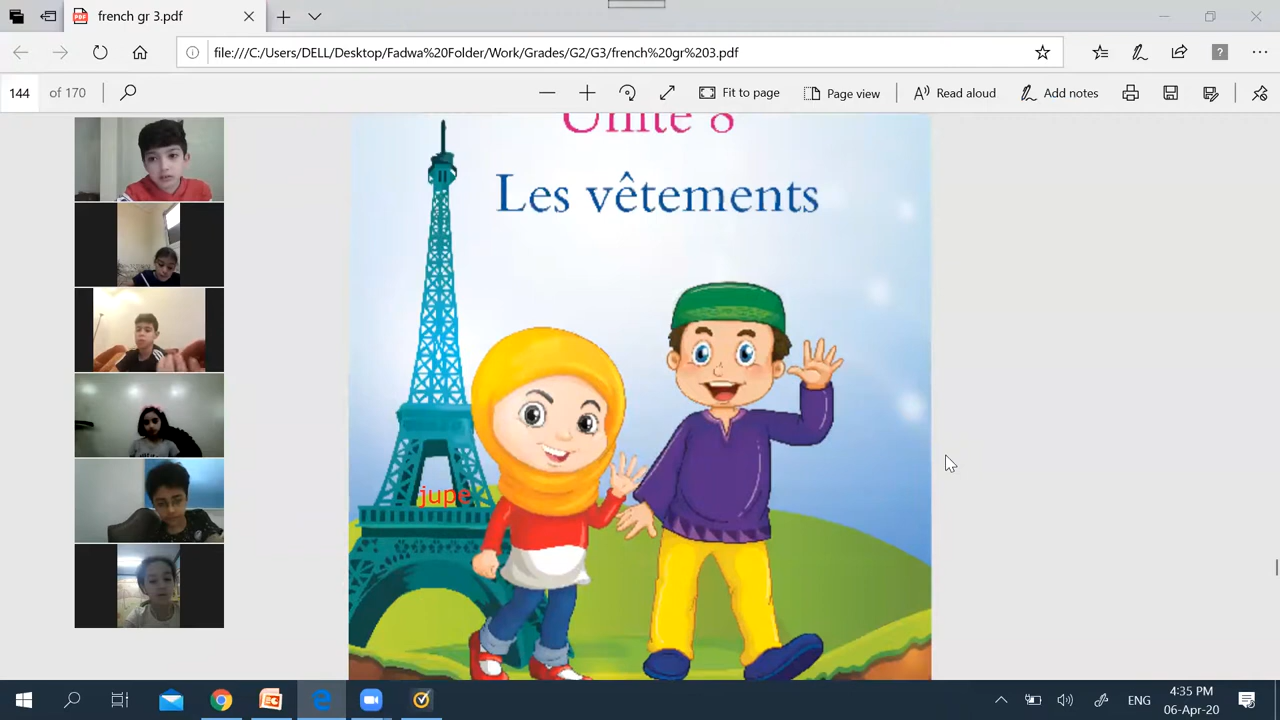 french gr 3.pdf
file:///C:/Users/DELL/Desktop/Fadwa%20Folder/Work/Grades/G2/G3/french%20gr%203.pdf
144 of 170
Fit to page
Page view
Read aloud
Add notes
Unité 8
Les vêtements
jupe
ENG
4:35 PM
06-Apr-20